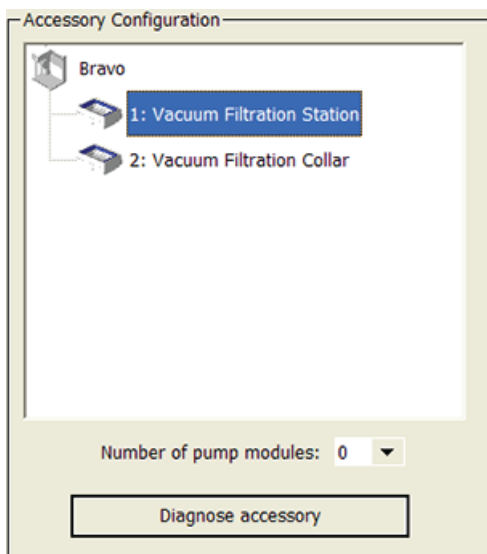 Accessory Configuration
Bravo
1: Vacuum Filtration Station
2: Vacuum Filtration Collar
Number of pump modules: 0
Diagnose accessory